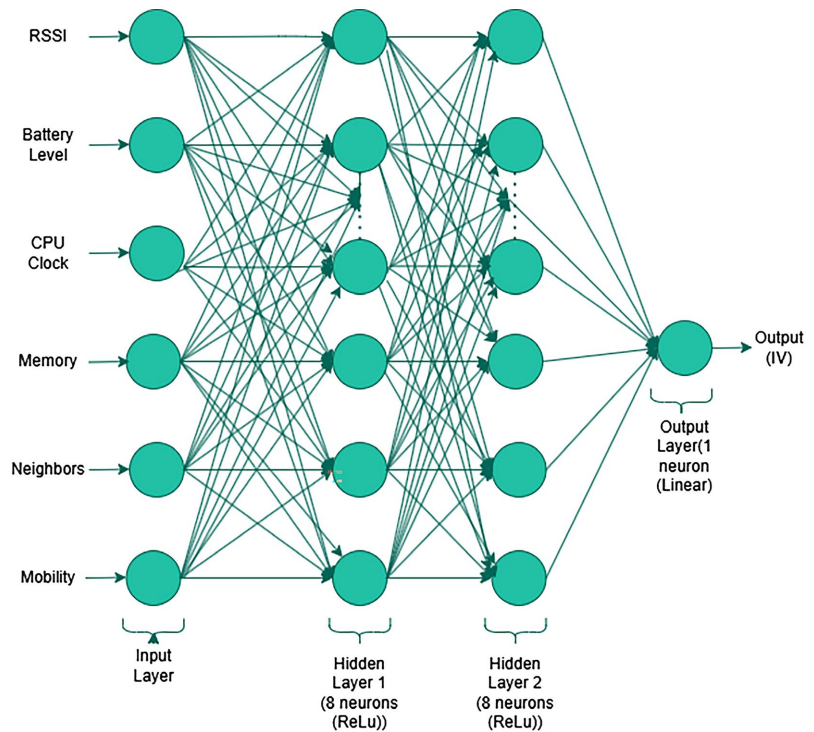 RSSI
Battery
Level
CPU
Clock
Memory
Neighbors
Mobility
Input
Layer
Hidden
Layer 1
(8 neurons
(ReLu))
Hidden
Layer 2
(8 neurons
(ReLu))
Output
Layer(1
neuron
(Linear)
Output
(IV)